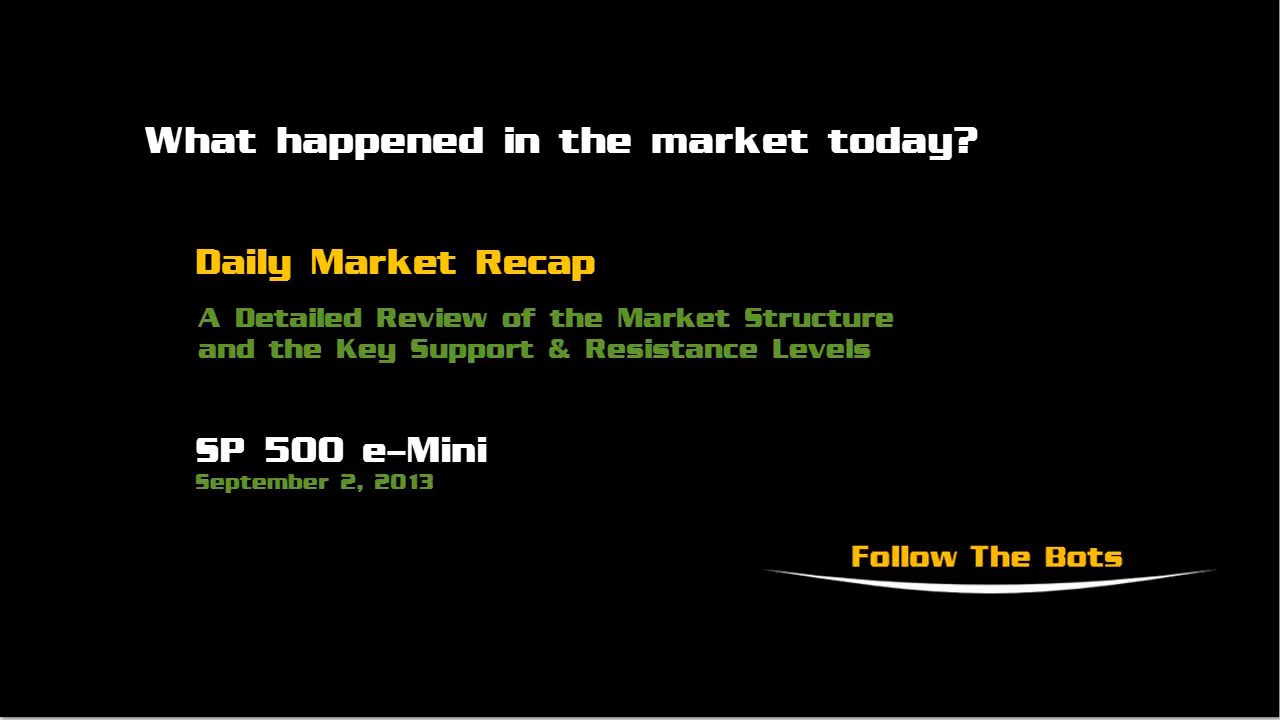 What happened in the market today?
Daily Market Recap
A Detailed Review of the Market Structure
and the Key Support & Resistance Levels
SP 500 e-Mini
September 2, 2013
Follow The Bots